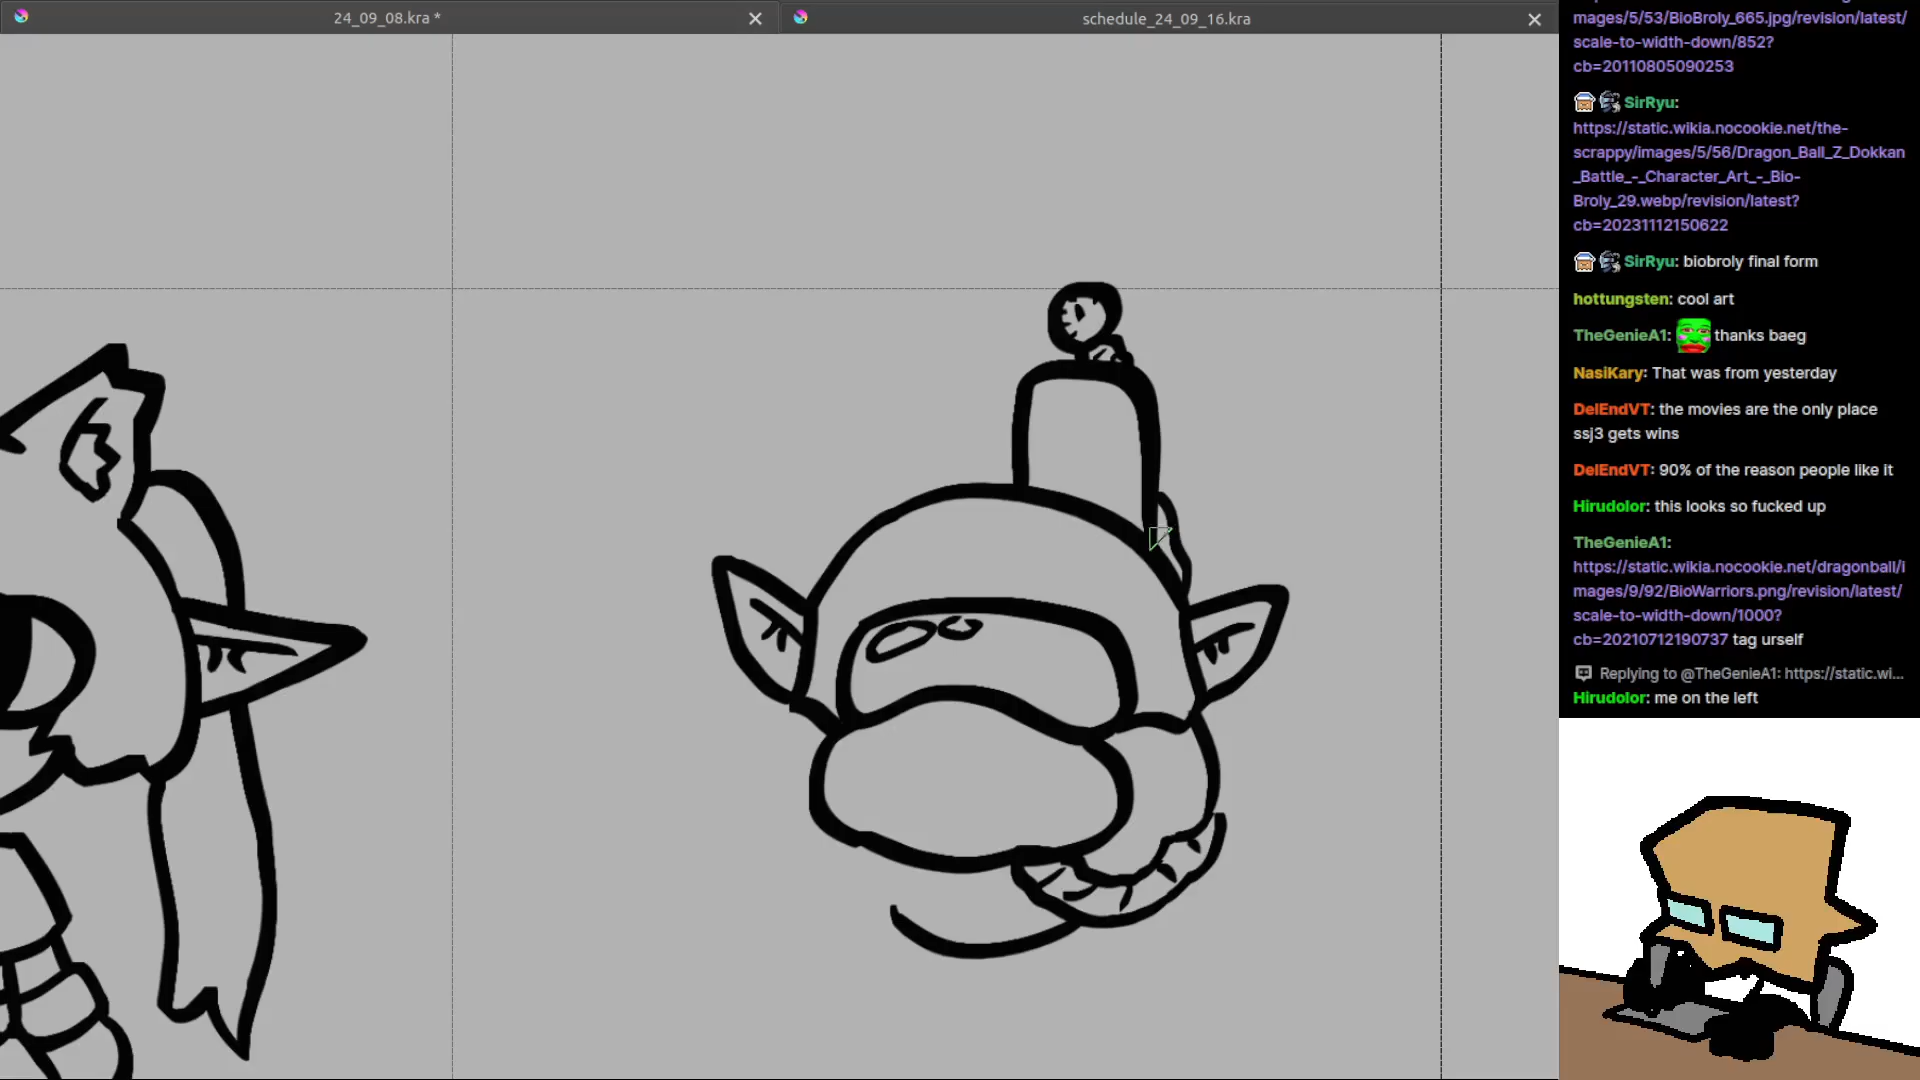 24_09_08.kra *
schedule_24_09_16.kra
mages/5/53/BioBroly_665.jpg/revision/latest/
scale-to-width-down/852?
cb=20110805090253
SirRyu:
https://static.wikia.nocookie.net/the-
scrappy/images/5/56/Dragon_Ball_Z_Dokkan
_Battle_-_Character_Art_-_Bio-
Broly_29.webp/revision/latest?
cb=20231112150622
SirRyu: biobroly final form
hottungsten: cool art
TheGenieA1: thanks baeg
NasiKary: That was from yesterday
DelEndVT: the movies are the only place
ssj3 gets wins
DelEndVT: 90% of the reason people like it
Hirudolor: this looks so fucked up
TheGenieA1:
https://static.wikia.nocookie.net/dragonball/i
mages/9/92/BioWarriors.png/revision/latest/
scale-to-width-down/1000?
cb=20210712190737 tag urself
Replying to @TheGenieA1: https://static.wi...
Hirudolor: me on the left